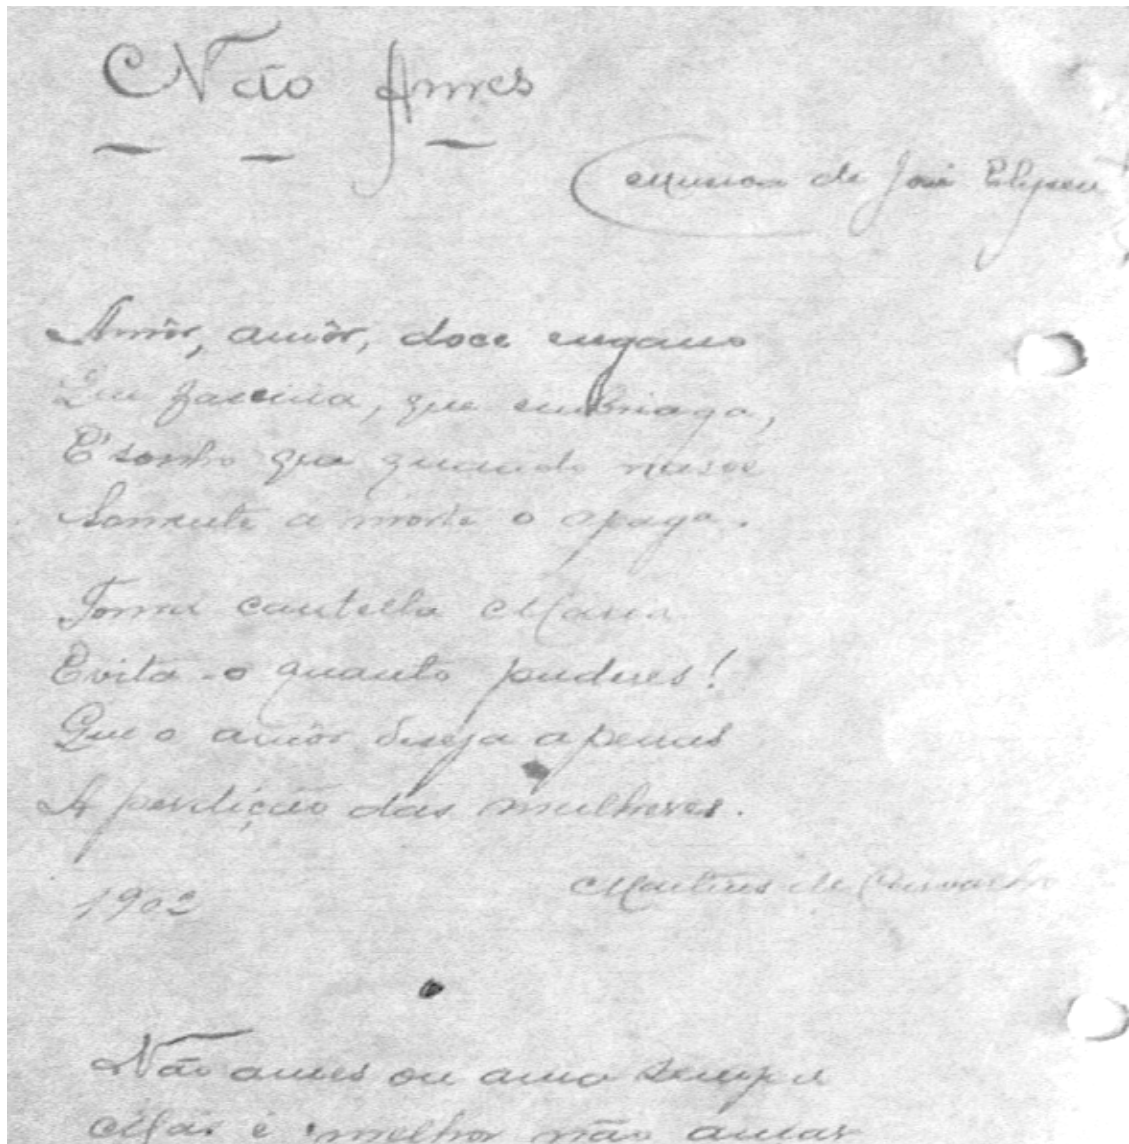 Não Ames
(Musica de José Elyseu
Amôr, amôr, doce engano
Que fascina, que embriaga,
E' sonho que quando nasce
Somente a morte o apaga.
Toma cautella Maria
Evita-o quanto puderes!
Que o amôr deseja apenas
A perdição das mulheres.
1902
Martins de Carvalho
Não ames ou ama sempre
Mas é melhor não amar